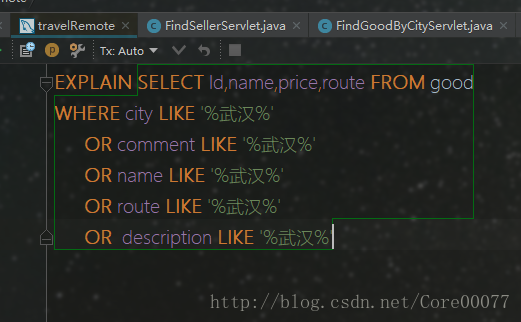 travelRemote × FindSellerServlet.java × FindGoodByCityServlet.java ×
Tx: Auto
EXPLAIN SELECT Id,name,price,route FROM good
WHERE city LIKE '%武汉%'
OR comment LIKE '%武汉%'
OR name LIKE '%武汉%'
OR route LIKE '%武汉%'
OR description LIKE '%武汉%'
http://blog.csdn.net/Core00077